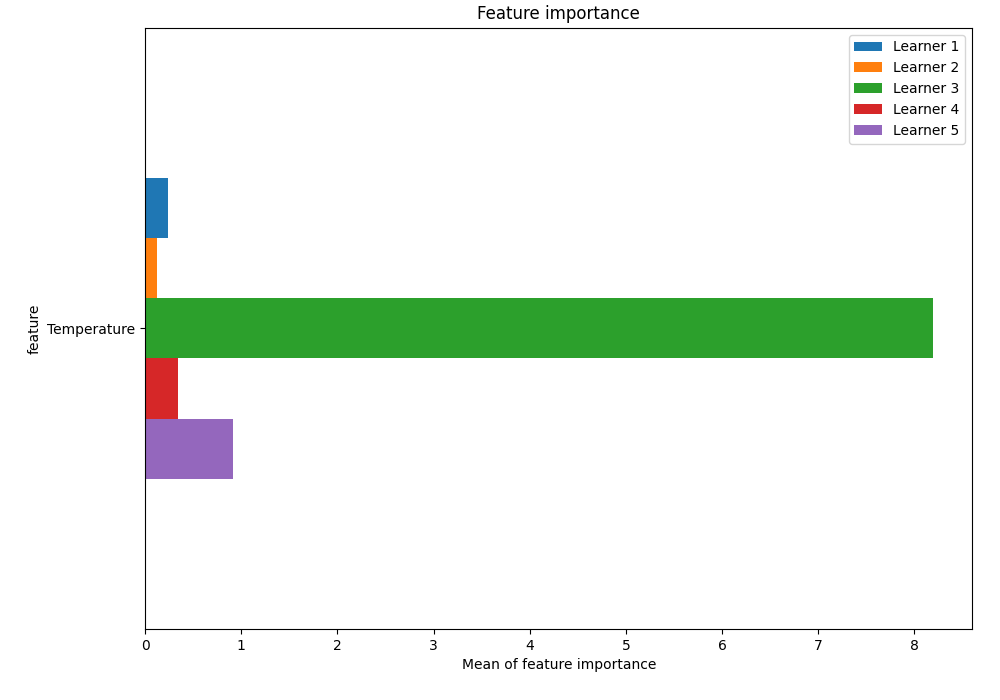 Feature importance
Learner 1
Learner 2
Learner 3
Learner 4
Learner 5
feature
Temperature
0 1 2 3 4 5 6 7 8
Mean of feature importance